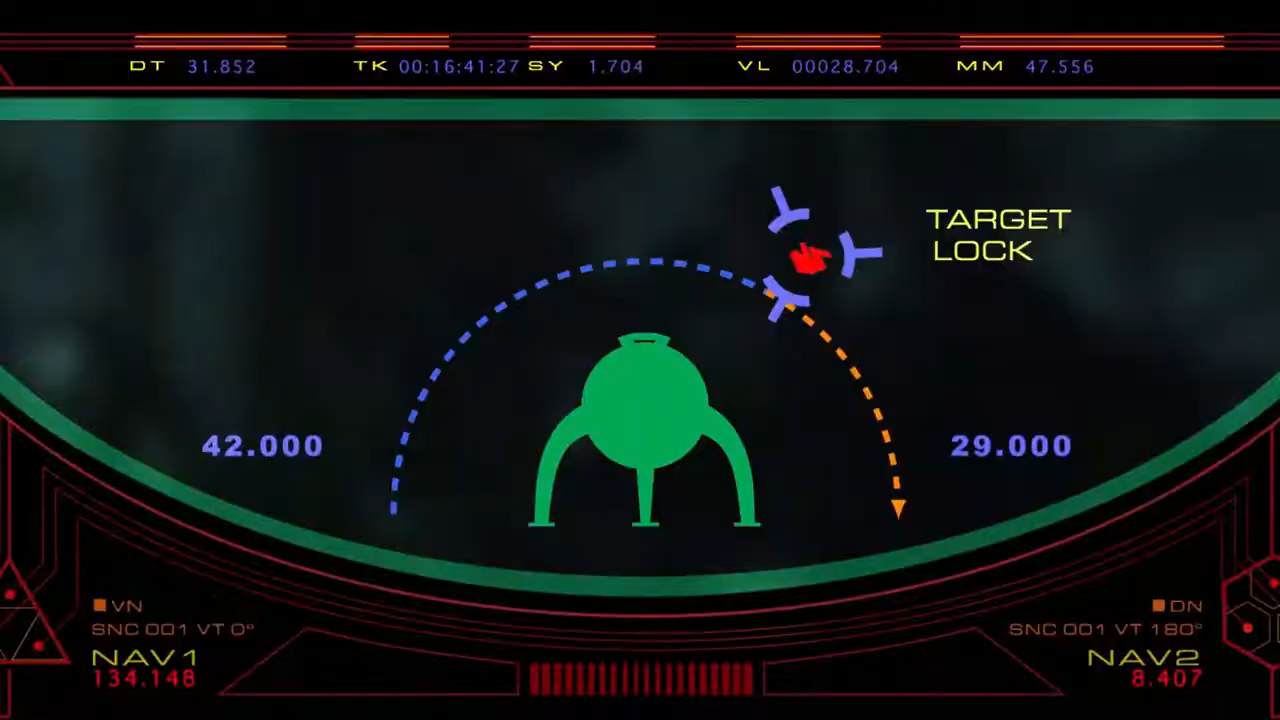 DT 31.852 TK 00:16:41:27 SY 1.704 VL 00028.704 MM 47.556
TARGET
LOCK
42.000 29.000
VN
SNC 001 VT 0°
NAV1
134.148
DN
SNC 001 VT 180°
NAV2
8.407